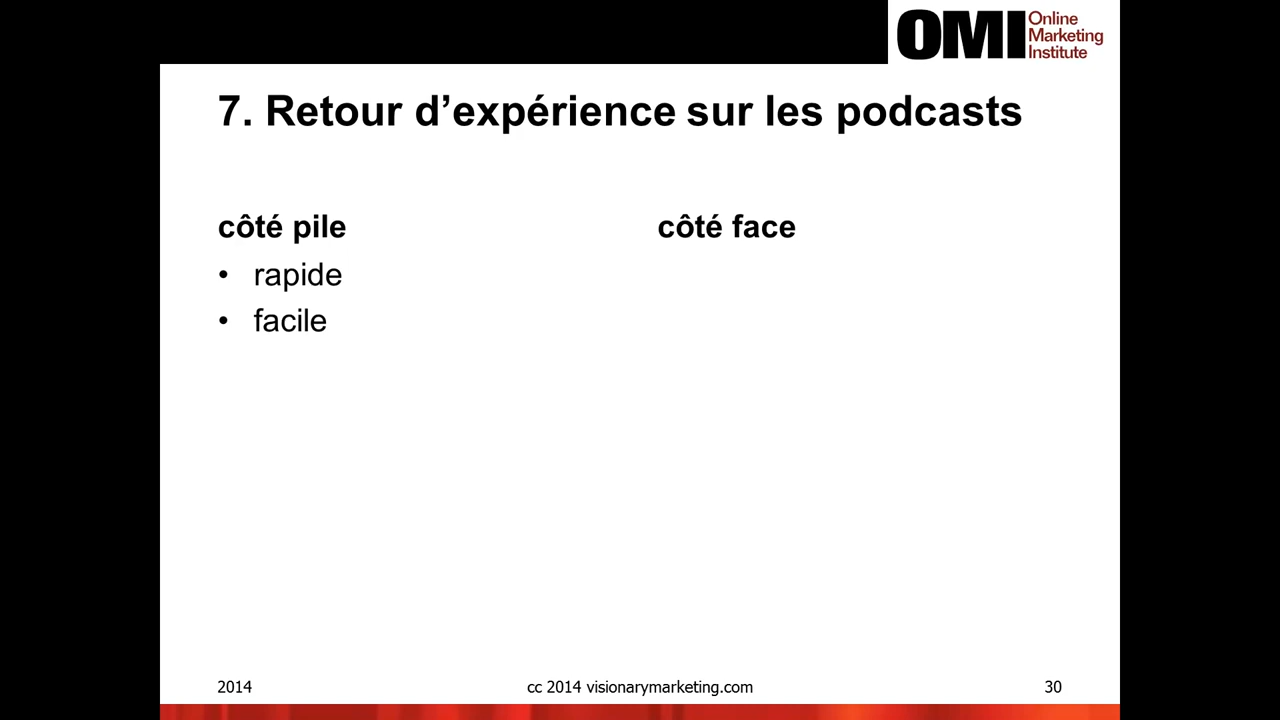 OMI Online
Marketing
Institute
7. Retour d’expérience sur les podcasts
côté pile
• rapide
• facile
côté face
2014 cc 2014 visionarymarketing.com 30